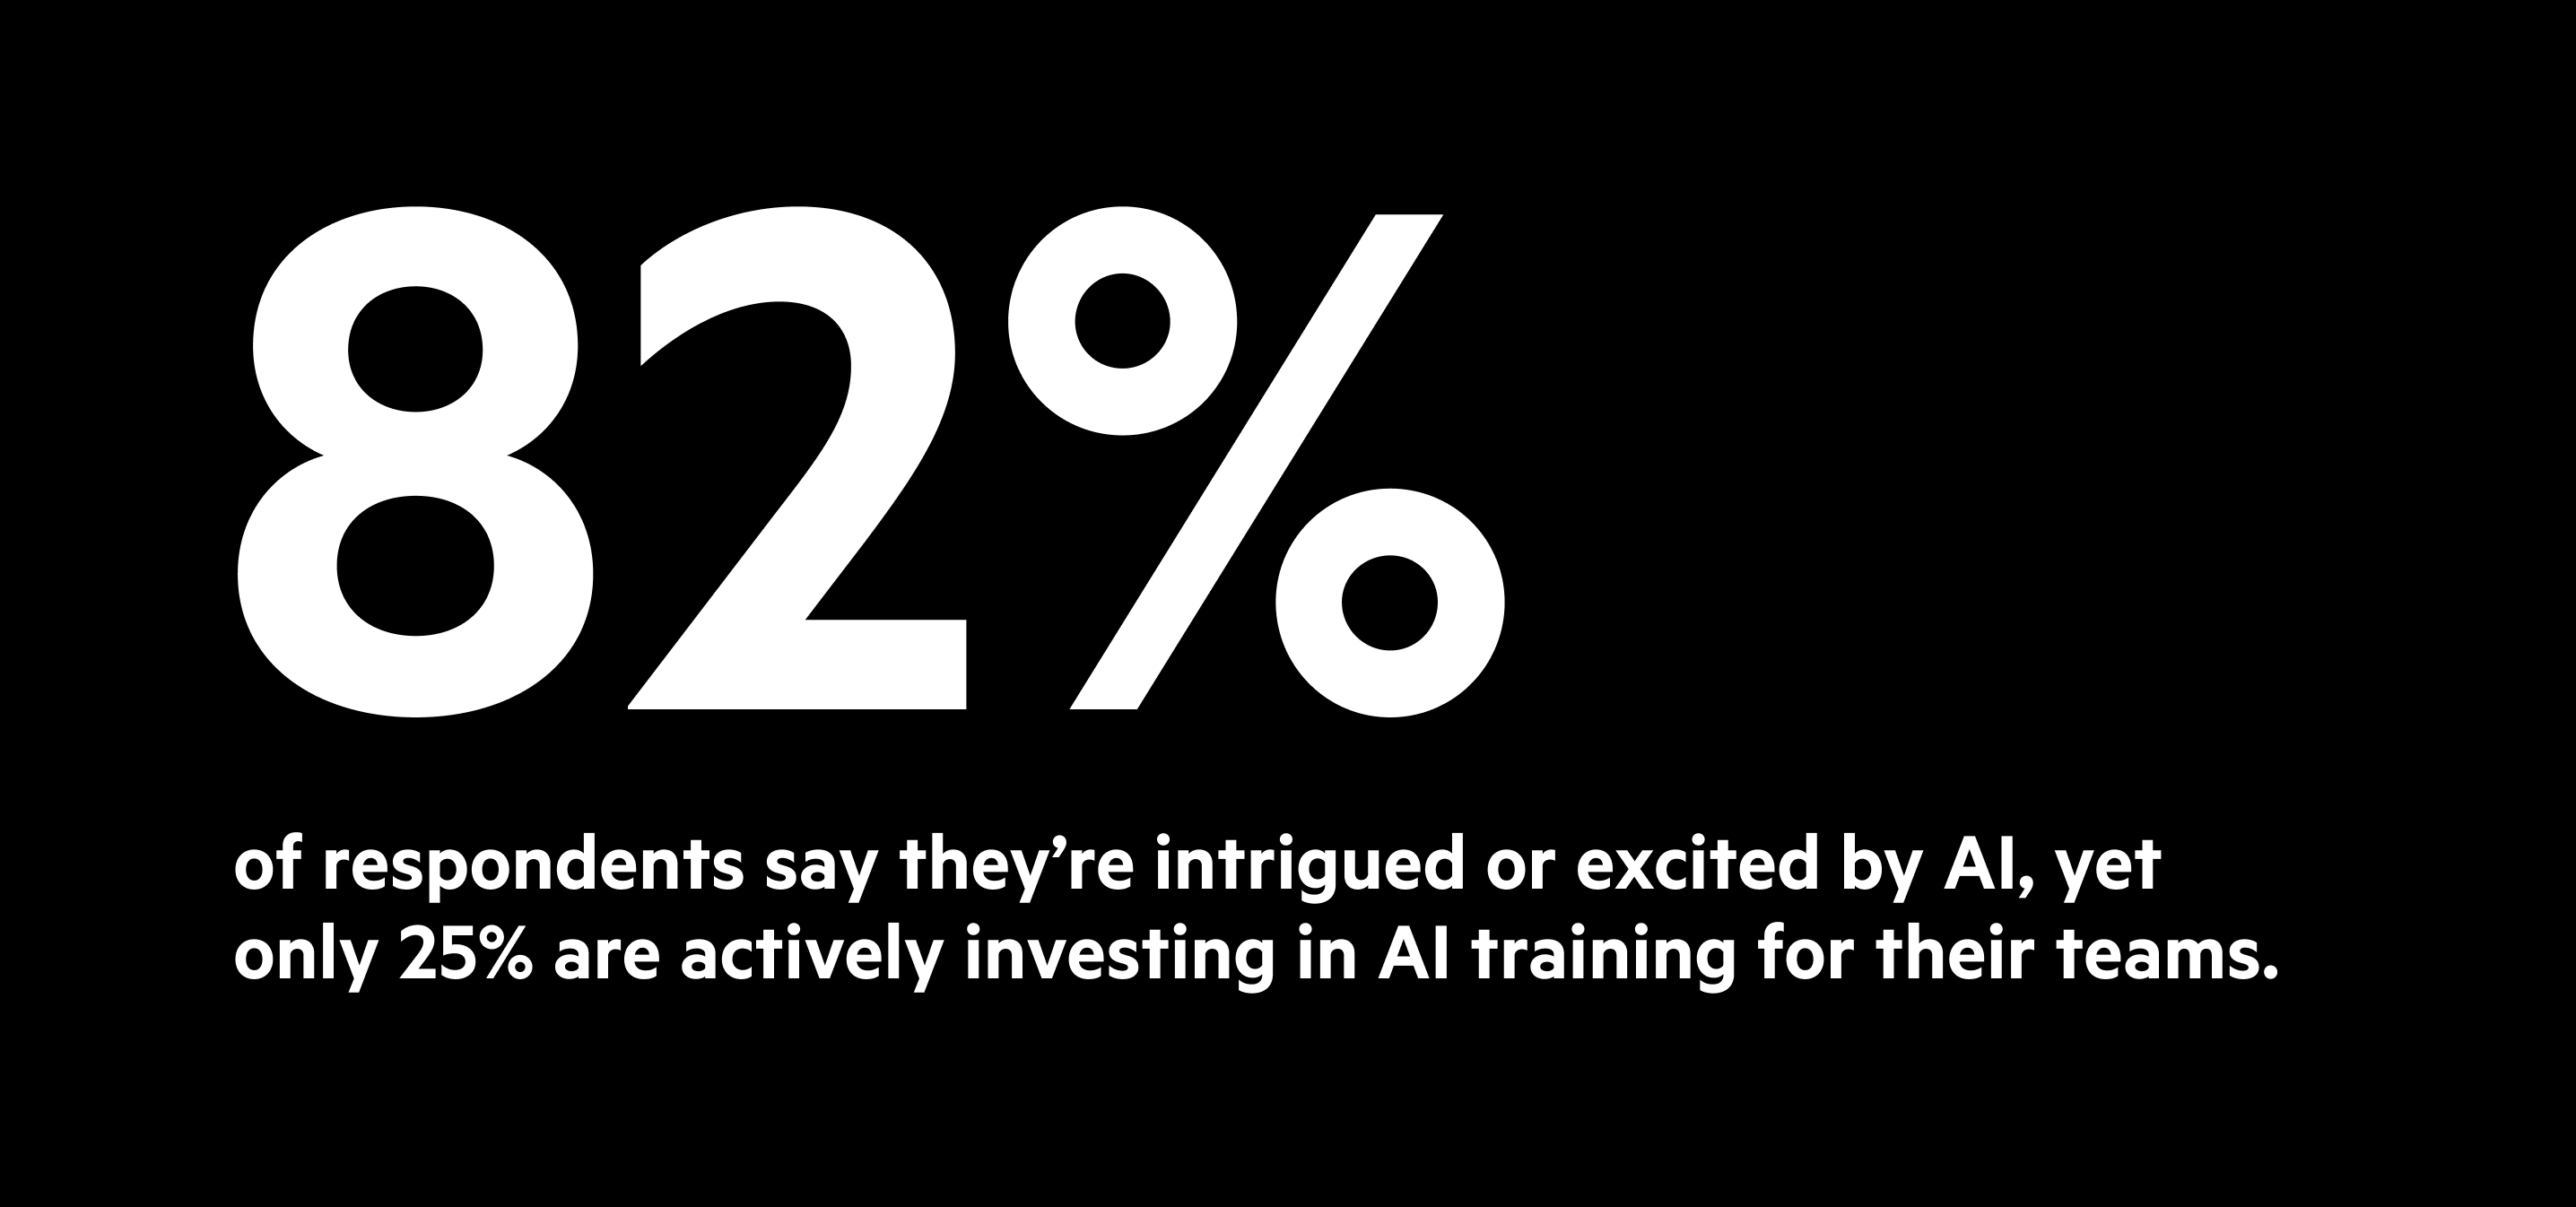 82%
of respondents say they’re intrigued or excited by AI, yet
only 25% are actively investing in AI training for their teams.